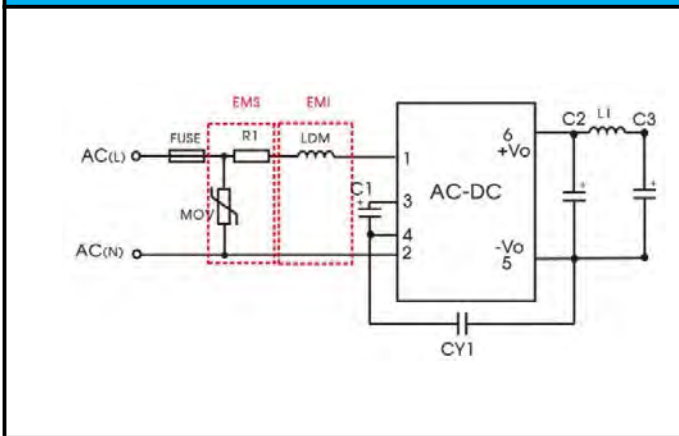 EMS EMI
FUSE R1 LDM
C2 L1 C3
AC(L) 1 6
+Vo
C1 3 AC-DC
MOV 4
AC(N) 2 -Vo
5
CY1